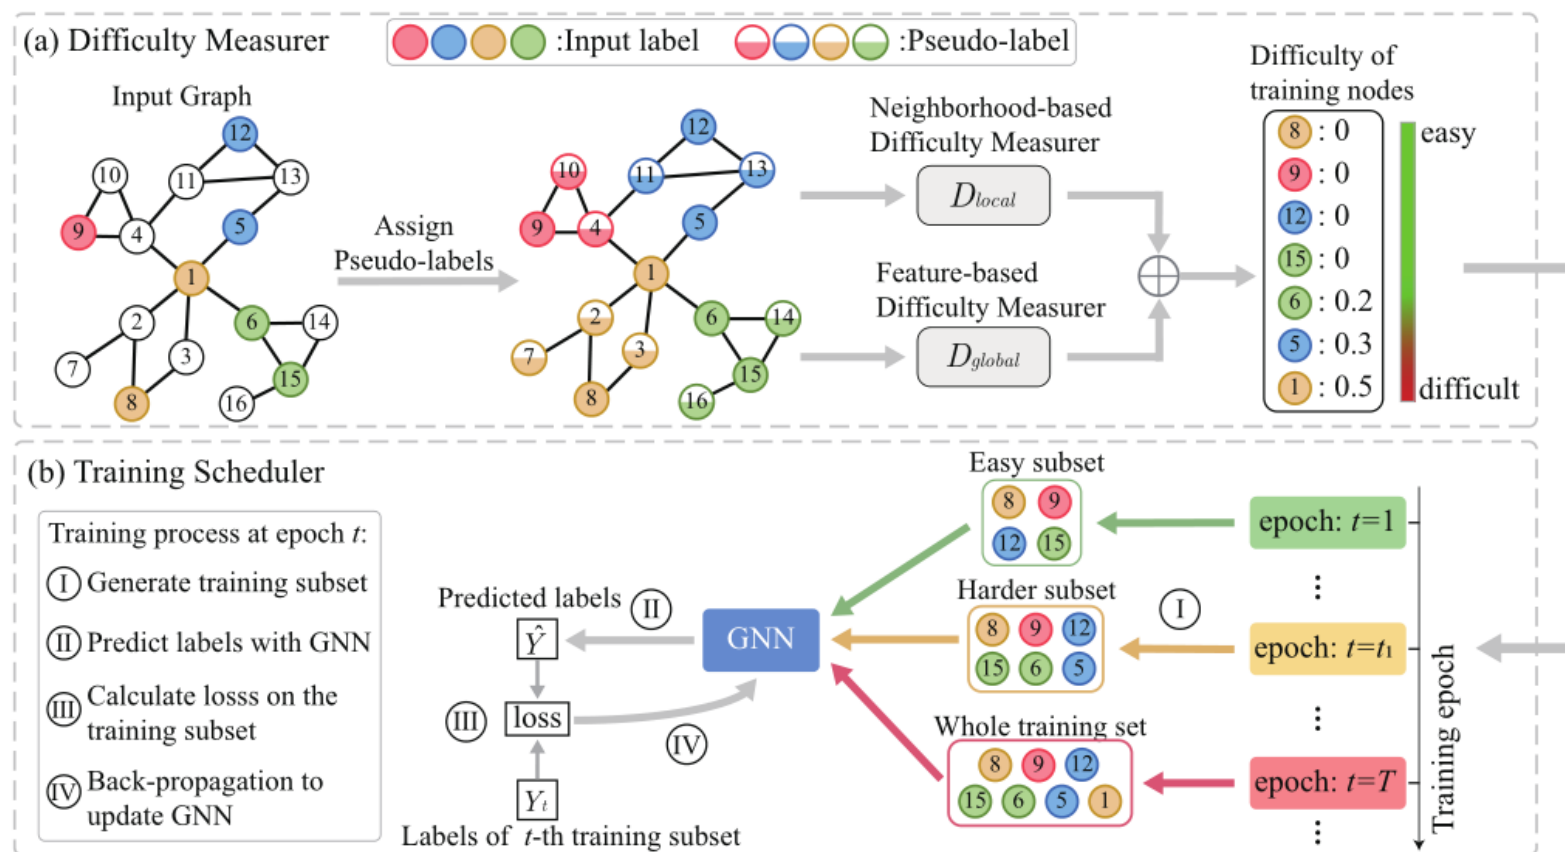 (a) Difficulty Measurer
:Input label
:Pseudo-label
Input Graph
12
10
11
13
9
4
5
1
2
6
14
7
3
15
8
16
Assign
Pseudo-labels
12
10
11
13
9
4
5
1
2
6
14
7
3
15
8
16
Neighborhood-based
Difficulty Measurer
D_local
Feature-based
Difficulty Measurer
D_global
Difficulty of
training nodes
8 : 0
9 : 0
12 : 0
15 : 0
6 : 0.2
5 : 0.3
1 : 0.5
easy
difficult
(b) Training Scheduler
Training process at epoch t:
I Generate training subset
II Predict labels with GNN
III Calculate losss on the
training subset
IV Back-propagation to
update GNN
Predicted labels
Ŷ
II
GNN
III
loss
IV
Y_t
Labels of t-th training subset
Easy subset
8 9
12 15
Harder subset
8 9 12
15 6 5
I
Whole training set
8 9 12
15 6 5 1
epoch: t=1
epoch: t=t₁
epoch: t=T
Training epoch